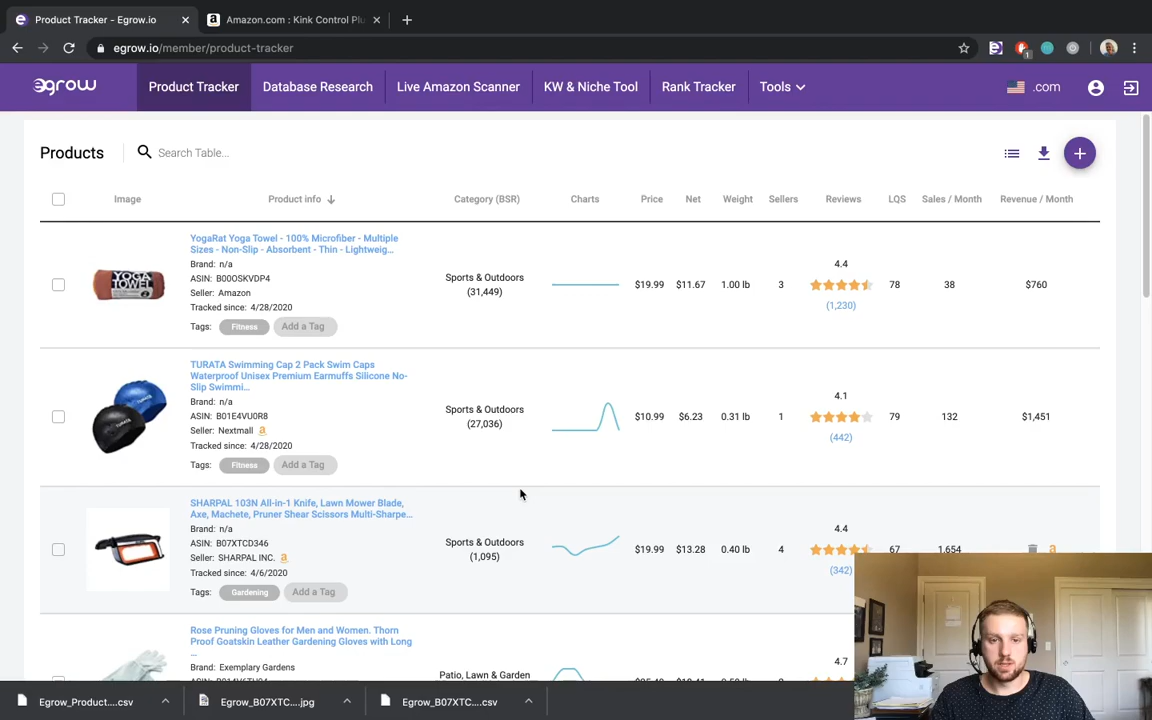 Product Tracker - Egrow.io
Amazon.com : Kink Control Plu
egrow.io/member/product-tracker
1
egrow
Product Tracker
Database Research
Live Amazon Scanner
KW & Niche Tool
Rank Tracker
Tools
.com
Products
Search Table...
Image
Product info
Category (BSR)
Charts
Price
Net
Weight
Sellers
Reviews
LQS
Sales / Month
Revenue / Month
YogaRat Yoga Towel - 100% Microfiber - Multiple
Sizes - Non-Slip - Absorbent - Thin - Lightweig...
Brand: n/a
ASIN: B00OSKVDP4
Seller: Amazon
Tracked since: 4/28/2020
Tags: Fitness Add a Tag
YOGA
TOWEL
Sports & Outdoors
(31,449)
$19.99
$11.67
1.00 lb
3
4.4
(1,230)
78
38
$760
TURATA Swimming Cap 2 Pack Swim Caps
Waterproof Unisex Premium Earmuffs Silicone No-
Slip Swimmi...
Brand: n/a
ASIN: B01E4VU0R8
Seller: Nextmall
Tracked since: 4/28/2020
Tags: Fitness Add a Tag
Sports & Outdoors
(27,036)
$10.99
$6.23
0.31 lb
1
4.1
(442)
79
132
$1,451
SHARPAL 103N All-in-1 Knife, Lawn Mower Blade,
Axe, Machete, Pruner Shear Scissors Multi-Sharpe...
Brand: n/a
ASIN: B07XTCD346
Seller: SHARPAL INC.
Tracked since: 4/6/2020
Tags: Gardening Add a Tag
Sports & Outdoors
(1,095)
$19.99
$13.28
0.40 lb
4
4.4
(342)
67
1,654
Rose Pruning Gloves for Men and Women. Thorn
Proof Goatskin Leather Gardening Gloves with Long
...
Brand: Exemplary Gardens
Patio, Lawn & Garden
4.7
Egrow_Product....csv
Egrow_B07XTC....jpg
Egrow_B07XTC....csv